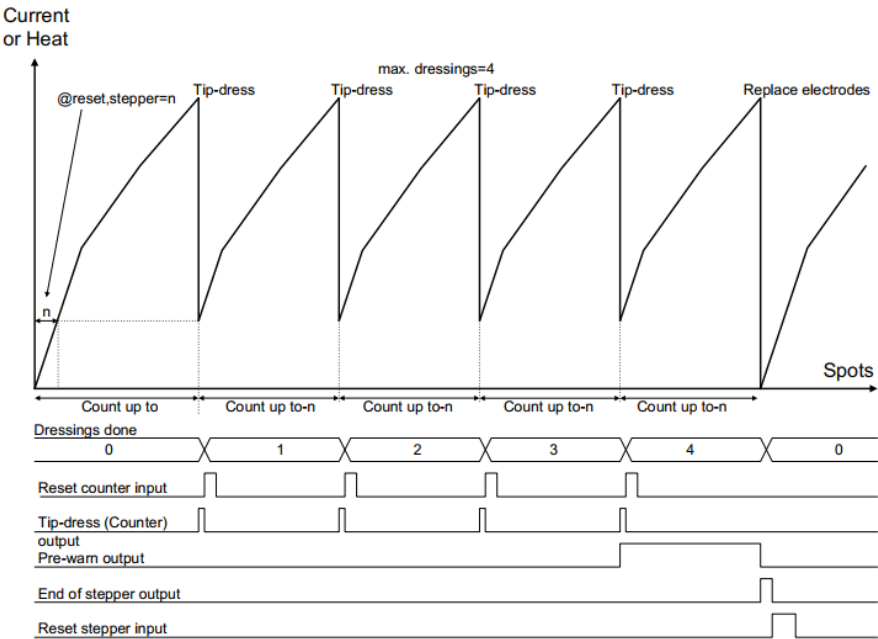 Current
or Heat
max. dressings=4
@reset,stepper=n
Tip-dress
Tip-dress
Tip-dress
Tip-dress
Replace electrodes
n
Spots
Count up to
Count up to-n
Count up to-n
Count up to-n
Count up to-n
Dressings done
0
1
2
3
4
0
Reset counter input
Tip-dress (Counter)
output
Pre-warn output
End of stepper output
Reset stepper input